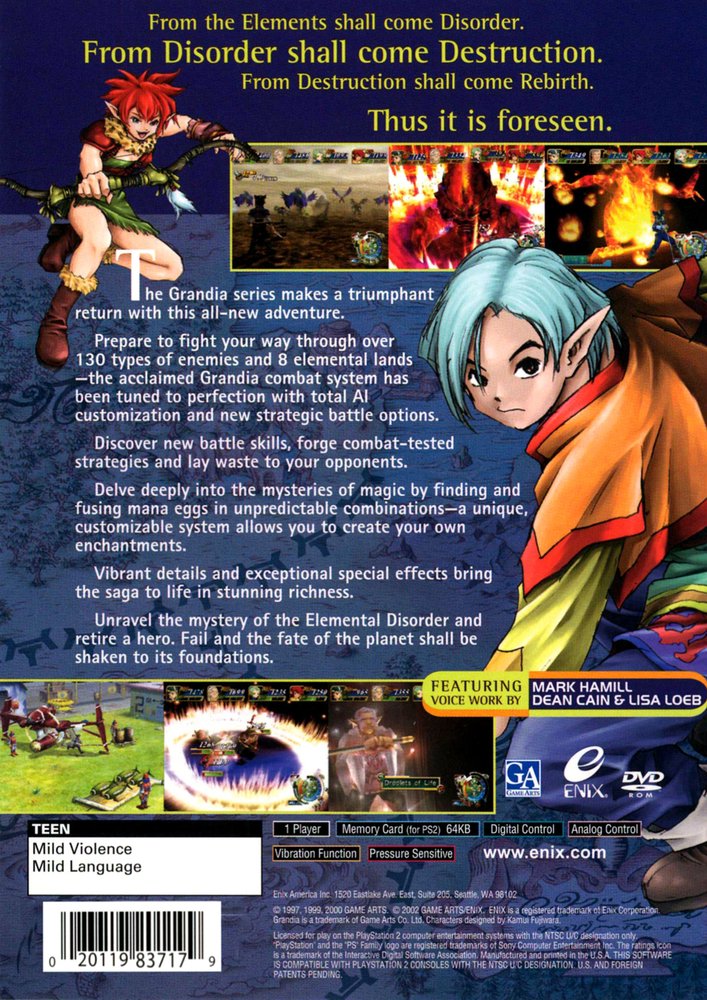 From the Elements shall come Disorder.
From Disorder shall come Destruction.
From Destruction shall come Rebirth.
Thus it is foreseen.
The Grandia series makes a triumphant
return with this all-new adventure.
Prepare to fight your way through over
130 types of enemies and 8 elemental lands
—the acclaimed Grandia combat system has
been tuned to perfection with total AI
customization and new strategic battle options.
Discover new battle skills, forge combat-tested
strategies and lay waste to your opponents.
Delve deeply into the mysteries of magic by finding and
fusing mana eggs in unpredictable combinations—a unique,
customizable system allows you to create your own
enchantments.
Vibrant details and exceptional special effects bring
the saga to life in stunning richness.
Unravel the mystery of the Elemental Disorder and
retire a hero. Fail and the fate of the planet shall be
shaken to its foundations.
FEATURING
VOICE WORK BY
MARK HAMILL
DEAN CAIN & LISA LOEB
Droplets of Life
GA
GAME ARTS
ENIX
DVD
ROM
TEEN
Mild Violence
Mild Language
1 Player
Memory Card (for PS2) 64KB
Digital Control
Analog Control
Vibration Function
Pressure Sensitive
www.enix.com
Enix America Inc. 1520 Eastlake Ave. East, Suite 205, Seattle, WA 98102
© 1997, 1999, 2000 GAME ARTS. © 2002 GAME ARTS/ENIX. ENIX is a registered trademark of Enix Corporation.
Grandia is a trademark of Game Arts Co. Ltd. Characters designed by Kamui Fujiwara.
Licensed for play on the PlayStation 2 computer entertainment systems with the NTSC U/C designation only.
"PlayStation" and the "PS" Family logo are registered trademarks of Sony Computer Entertainment Inc. The ratings icon
is a trademark of the Interactive Digital Software Association. Manufactured and printed in the U.S.A. THIS SOFTWARE
IS COMPATIBLE WITH PLAYSTATION 2 CONSOLES WITH THE NTSC U/C DESIGNATION. U.S. AND FOREIGN
PATENTS PENDING.
0 20119 83717 9